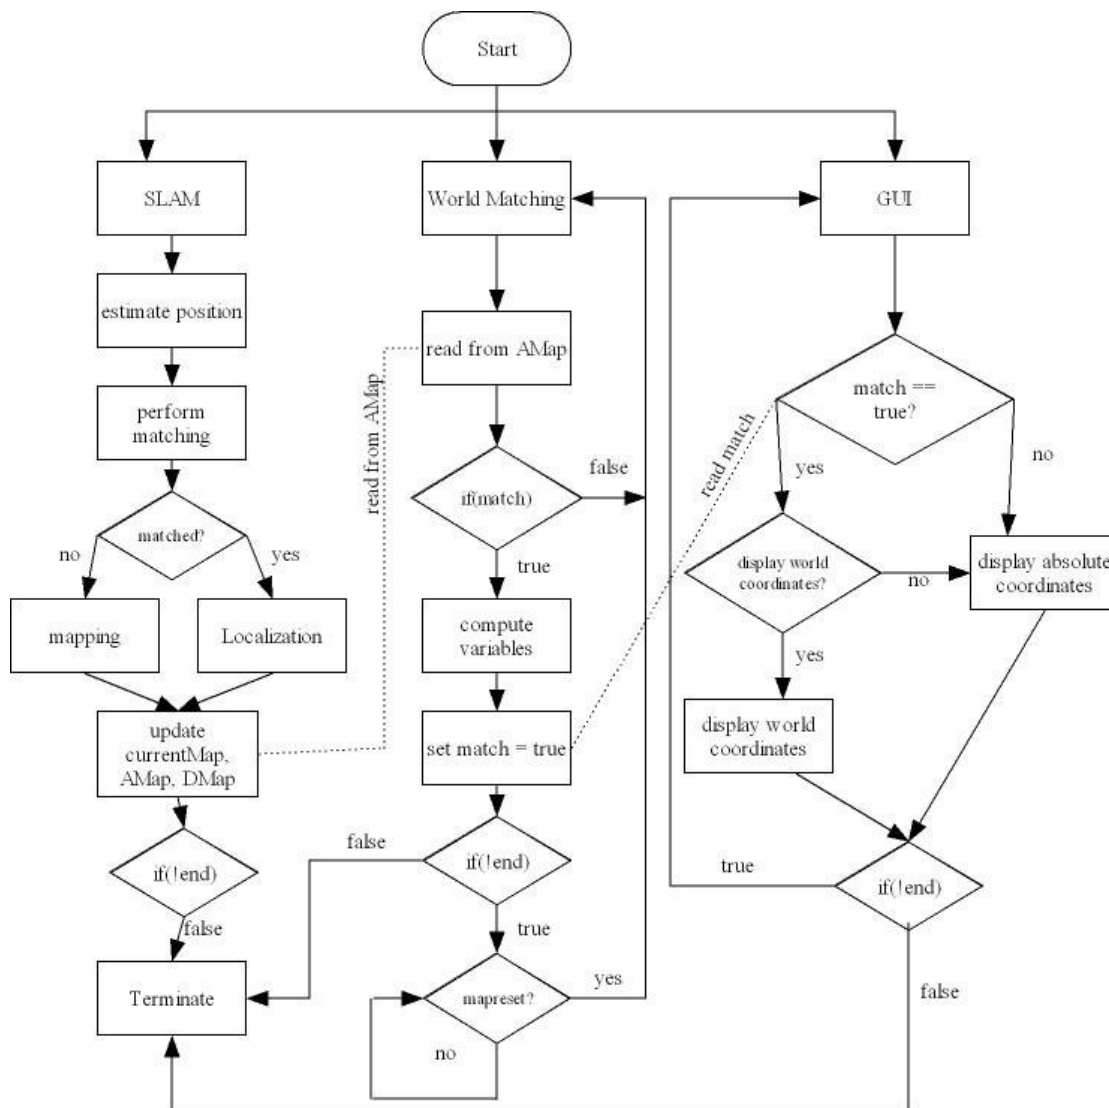 Start
SLAM
World Matching
GUI
estimate position
read from AMap
perform
matching
read from AMap
match ==
true?
read match
matched?
no
yes
if(match)
false
true
yes
no
display world
coordinates?
no
display absolute
coordinates
mapping
Localization
compute
variables
yes
update
currentMap,
AMap, DMap
set match = true
display world
coordinates
if(!end)
false
false
if(!end)
true
true
if(!end)
false
Terminate
mapreset?
yes
no